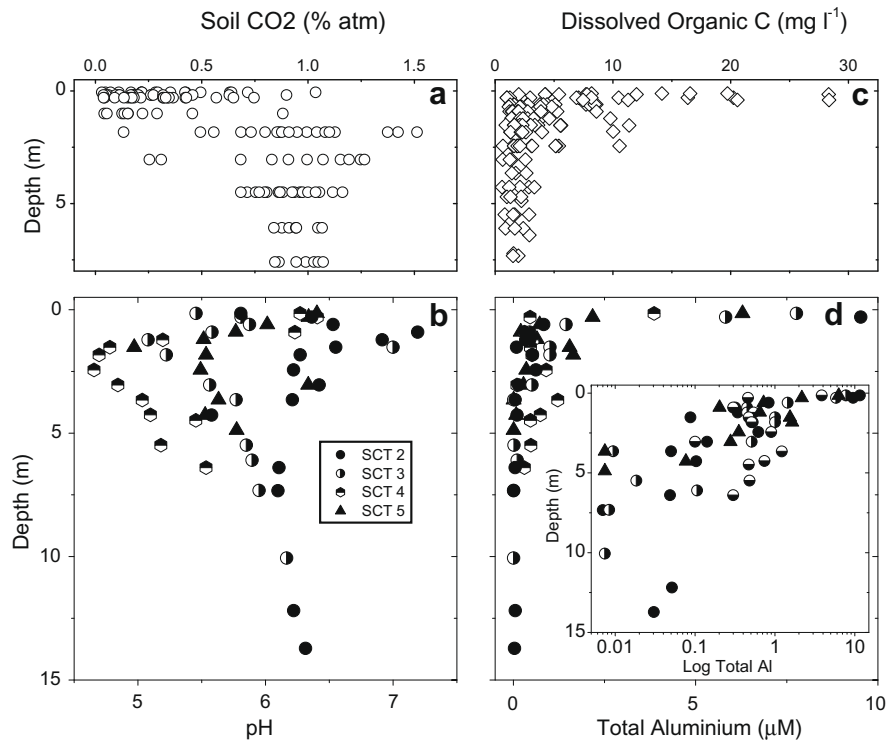 Soil CO2 (% atm)
Dissolved Organic C (mg l-1)
0.0 0.5 1.0 1.5
0 10 20 30
0
5
Depth (m)
a
c
0
5
10
15
Depth (m)
b
d
SCT 2
SCT 3
SCT 4
SCT 5
0
5
10
15
Depth (m)
0.01 0.1 1 10
Log Total Al
5 6 7
0 5 10
pH
Total Aluminium (μM)